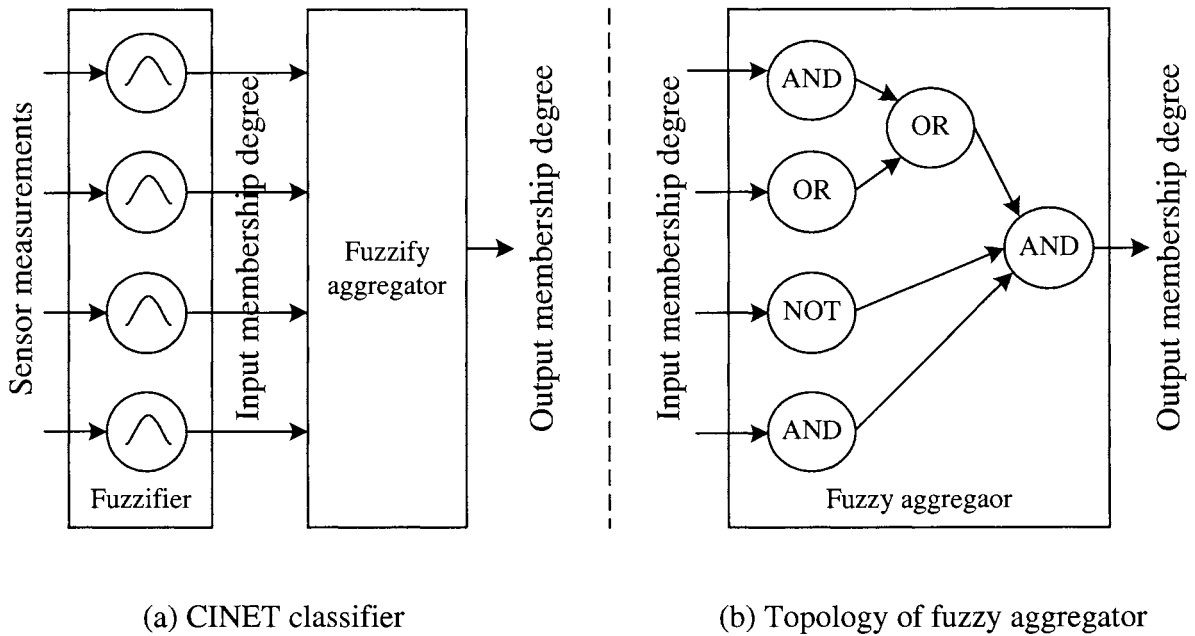 Sensor measurements
Fuzzifier
Input membership degree
Fuzzify
aggregator
Output membership degree
Input membership degree
AND
OR
OR
AND
NOT
AND
Fuzzy aggregaor
Output membership degree
(a) CINET classifier
(b) Topology of fuzzy aggregator